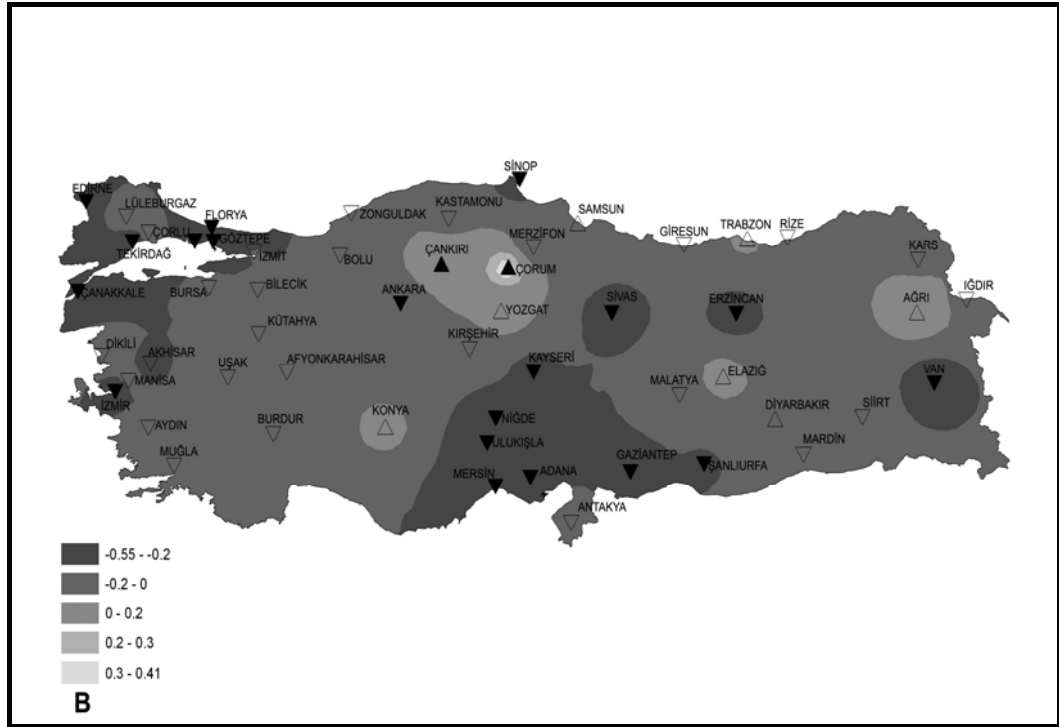 SİNOP
EDİRNE
LÜLEBURGAZ
FLORYA
ZONGULDAK
KASTAMONU
SAMSUN
TRABZON
RİZE
ÇORLU
GÖZTEPE
MERZİFON
GİRESUN
TEKİRDAĞ
İZMİT
BOLU
ÇANKIRI
KARS
ÇORUM
ÇANAKKALE
BURSA
BİLECİK
ANKARA
SİVAS
ERZİNCAN
AĞRI
IĞDIR
YOZGAT
KÜTAHYA
KIRŞEHİR
DİKİLİ
AKHİSAR
UŞAK
AFYONKARAHİSAR
KAYSERİ
ELAZIĞ
VAN
MANİSA
MALATYA
İZMİR
KONYA
DİYARBAKIR
SİİRT
AYDIN
BURDUR
NİĞDE
MUĞLA
ULUKIŞLA
MARDİN
MERSİN
ADANA
GAZİANTEP
ŞANLIURFA
ANTAKYA
-0.55 - -0.2
-0.2 - 0
0 - 0.2
0.2 - 0.3
0.3 - 0.41
B